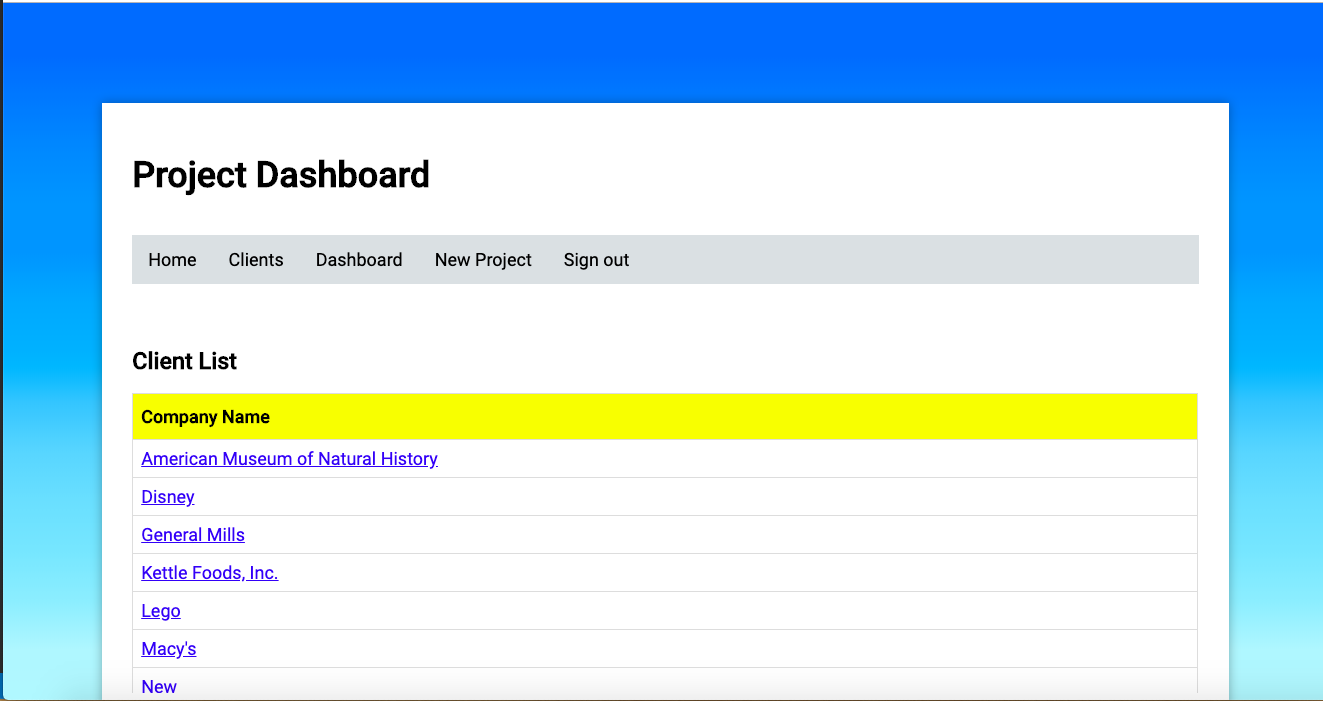 Project Dashboard
Home Clients Dashboard New Project Sign out
Client List
Company Name
American Museum of Natural History
Disney
General Mills
Kettle Foods, Inc.
Lego
Macy's
New